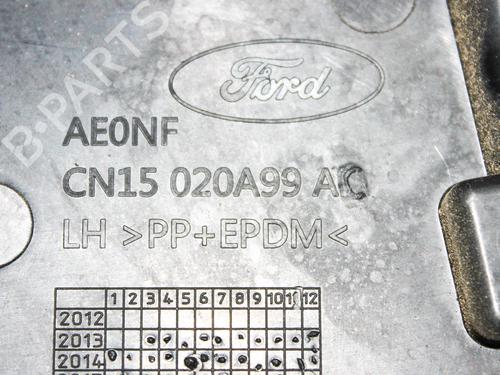 B-PARTS
Ford
AE0NF
CN15 020A99 AC
LH >PP+EPDM<
1 2 3 4 5 6 7 8 9 10 11 12
2012
2013
2014